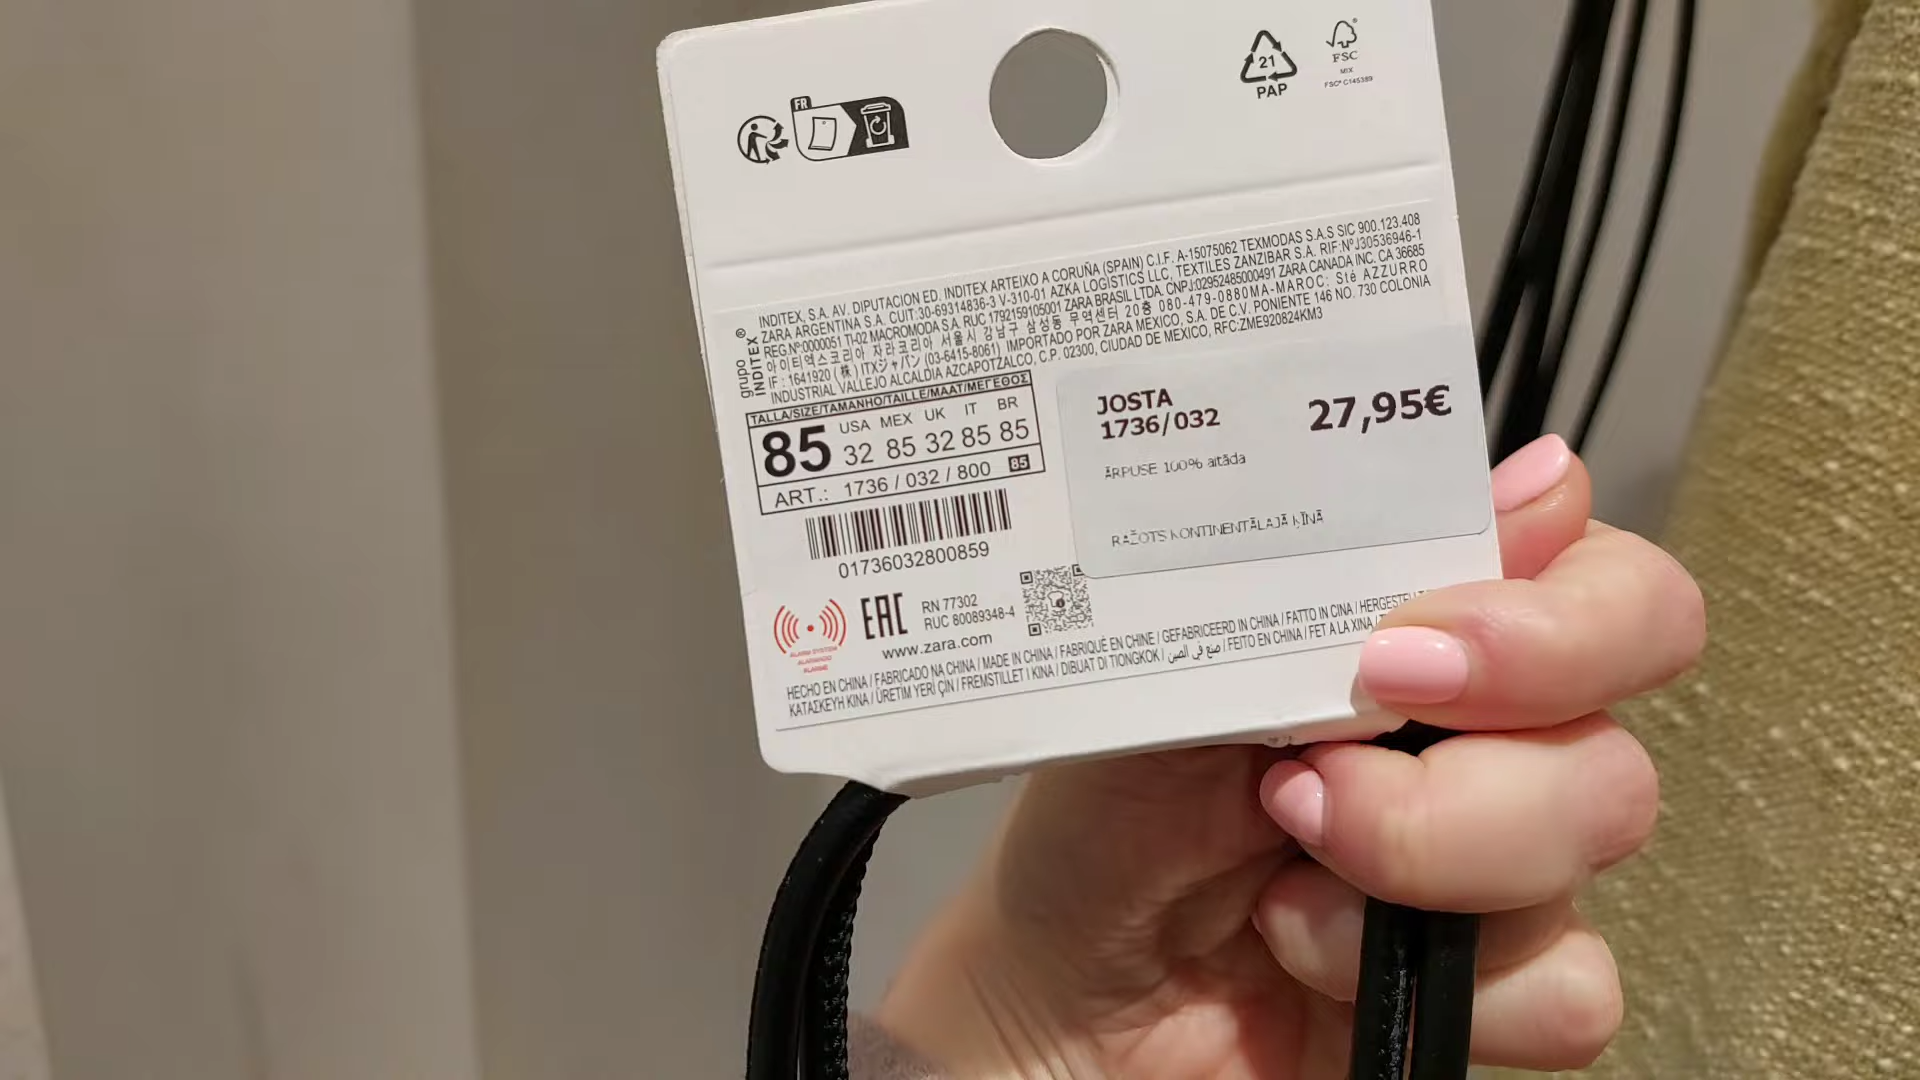 FR
21
PAP
FSC
MIX
FSC® C145389
grupo
INDITEX®
INDITEX, S.A. AV. DIPUTACION ED. INDITEX ARTEIXO A CORUÑA (SPAIN) C.I.F. A-15075062 TEXMODAS S.A.S SIC 900.123.408
ZARA ARGENTINA S.A. CUIT:30-69314836-3 V-310-01 AZKA LOGISTICS LLC, TEXTILES ZANZIBAR S.A. RIF:Nº J30536946-1
REG.Nº:0000051 TI-02 MACROMODA S.A. RUC 1792159105001 ZARA BRASIL LTDA. CNPJ:02952485000491 ZARA CANADA INC. CA 36685
아이티엑스코리아 자라코리아 서울시 강남구 삼성동 무역센터 20층 080-479-0880 MA-MAROC: Sté AZZURRO
IF : 1641920 (株) ITXジャパン (03-6415-8061) IMPORTADO POR ZARA MÉXICO, S.A. DE C.V. PONIENTE 146 NO. 730 COLONIA
INDUSTRIAL VALLEJO ALCALDIA AZCAPOTZALCO, C.P. 02300, CIUDAD DE MEXICO, RFC:ZME920824KM3
TALLA/SIZE/TAMANHO/TAILLE/MAAT/ΜΕΓΕΘΟΣ
USA MEX UK IT BR
85 32 85 32 85 85
ART.: 1736 / 032 / 800 85
01736032800859
JOSTA
1736/032
27,95€
ĀRPUSE 100% aitāda
RAŽOTS KONTINENTĀLAJĀ ĶĪNĀ
ALARM SYSTEM
ALARMADO
ALARME
EAC
RN 77302
RUC 80089348-4
www.zara.com
HECHO EN CHINA / FABRICADO NA CHINA / MADE IN CHINA / FABRIQUÉ EN CHINE / GEFABRICEERD IN CHINA / FATTO IN CINA /
ΚΑΤΑΣΚΕΥΗ ΚΙΝΑ / ÜRETIM YERİ ÇİN / FREMSTILLET I KINA / DIBUAT DI TIONGKOK / صنع في الصين / FEITO EN CHINA / FET A LA XINA /